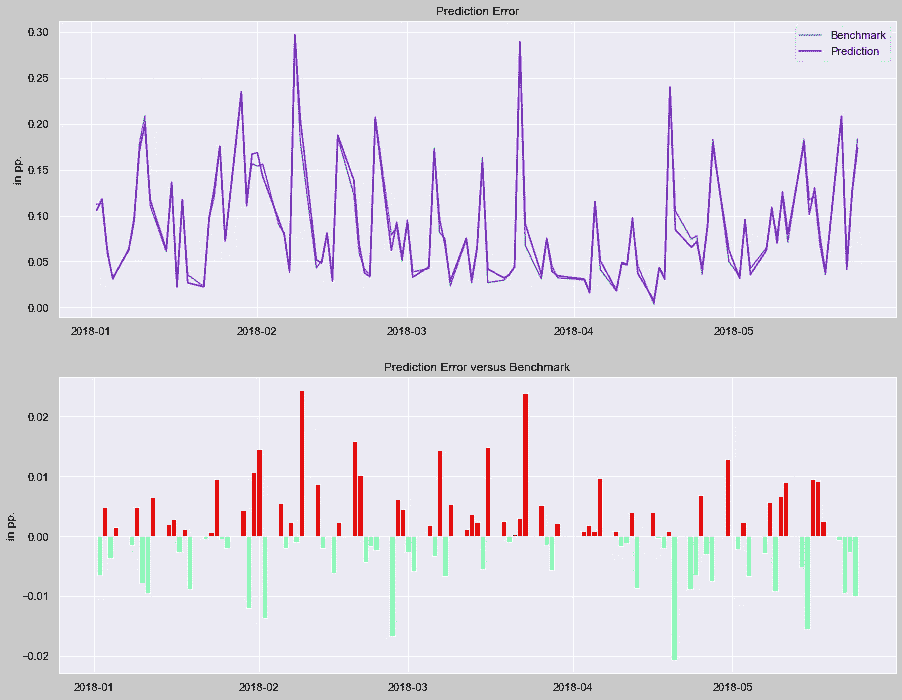 Prediction Error
Benchmark
Prediction
in pp.
0.30
0.25
0.20
0.15
0.10
0.05
0.00
2018-01 2018-02 2018-03 2018-04 2018-05
Prediction Error versus Benchmark
in pp.
0.02
0.01
0.00
−0.01
−0.02
2018-01 2018-02 2018-03 2018-04 2018-05